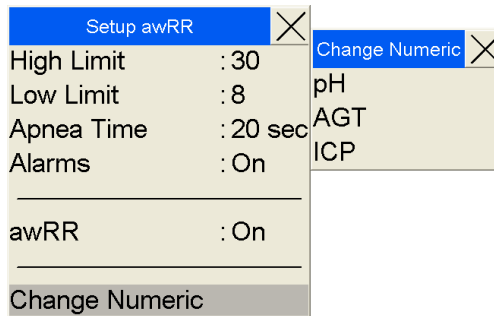 Setup awRR
High Limit : 30
Low Limit : 8
Apnea Time : 20 sec
Alarms : On
awRR : On
Change Numeric
Change Numeric
pH
AGT
ICP